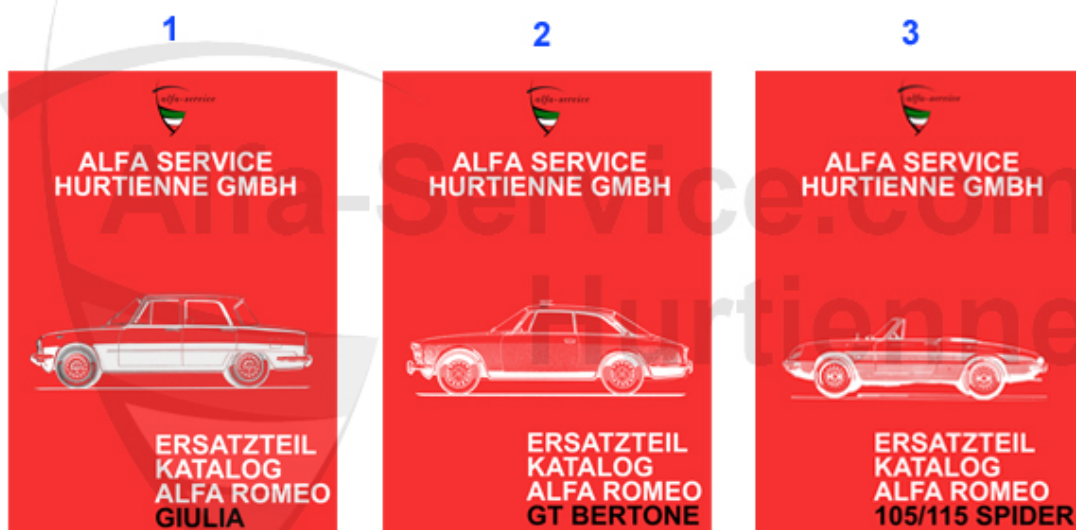 1
2
3
alfa-service
ALFA SERVICE
HURTIENNE GMBH
ERSATZTEIL
KATALOG
ALFA ROMEO
GIULIA
alfa-service
ALFA SERVICE
HURTIENNE GMBH
ERSATZTEIL
KATALOG
ALFA ROMEO
GT BERTONE
alfa-service
ALFA SERVICE
HURTIENNE GMBH
ERSATZTEIL
KATALOG
ALFA ROMEO
105/115 SPIDER
Alfa-Service.com
Hurtienne